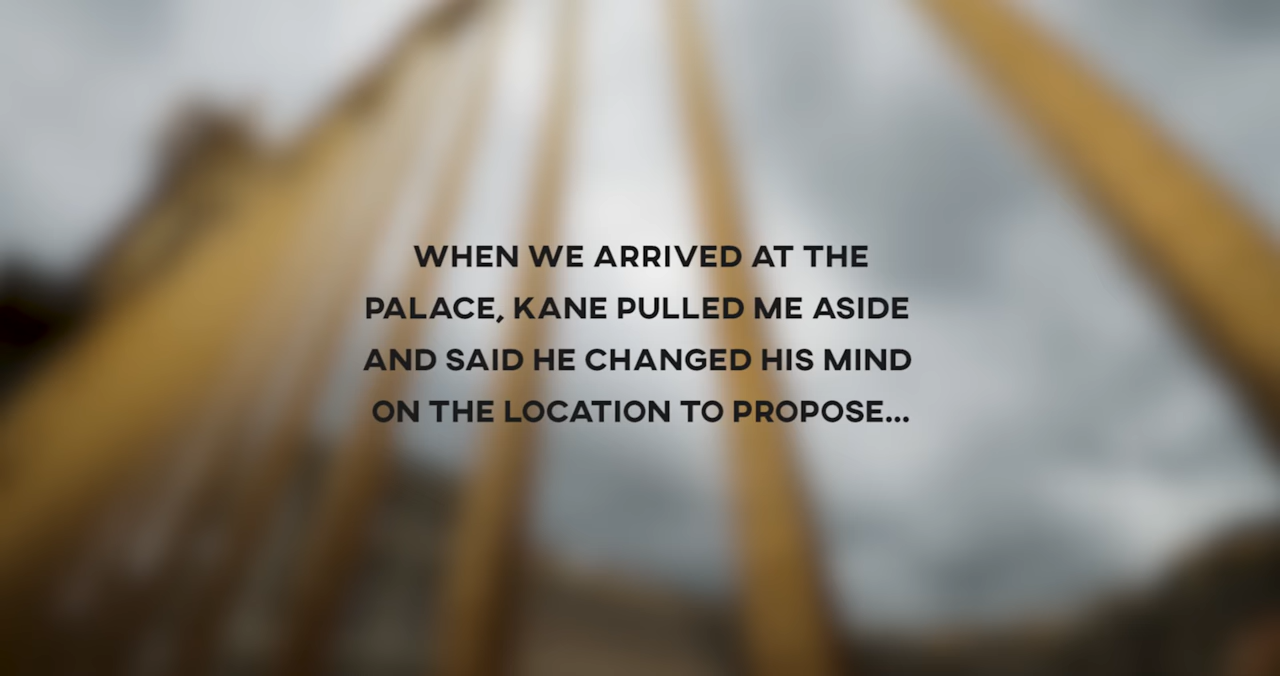 WHEN WE ARRIVED AT THE
PALACE, KANE PULLED ME ASIDE
AND SAID HE CHANGED HIS MIND
ON THE LOCATION TO PROPOSE...